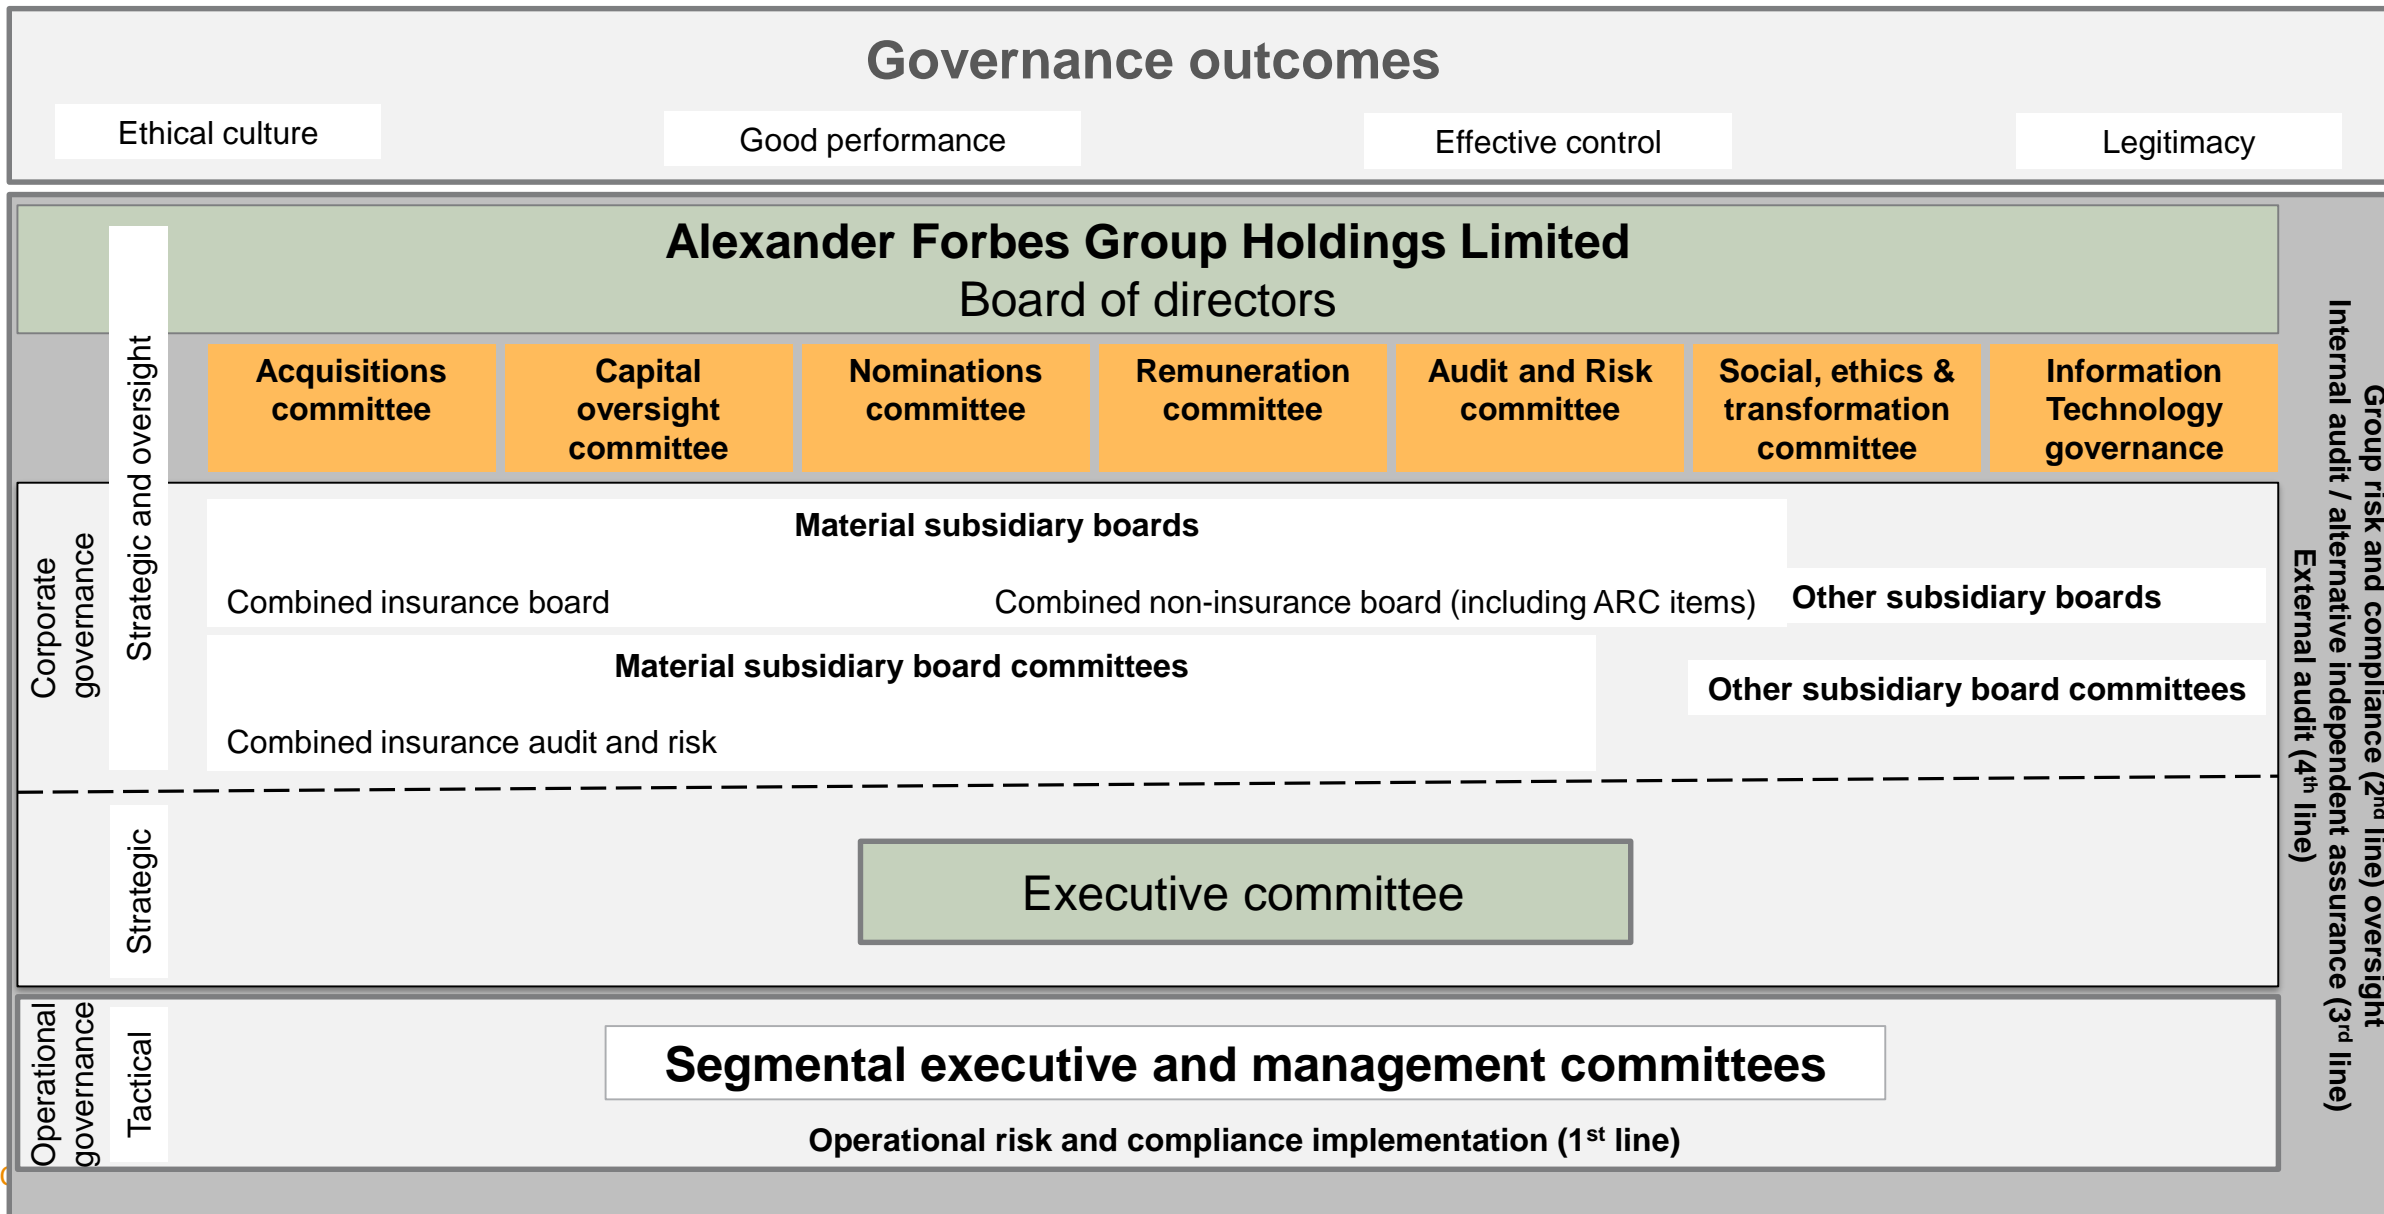 Governance outcomes
Ethical culture
Good performance
Effective control
Legitimacy
Alexander Forbes Group Holdings Limited
Board of directors
Strategic and oversight
Acquisitions
committee
Capital
oversight
committee
Nominations
committee
Remuneration
committee
Audit and Risk
committee
Social, ethics &
transformation
committee
Information
Technology
governance
Corporate
governance
Material subsidiary boards
Combined insurance board
Combined non-insurance board (including ARC items)
Other subsidiary boards
Material subsidiary board committees
Combined insurance audit and risk
Other subsidiary board committees
Strategic
Executive committee
Operational
governance
Tactical
Segmental executive and management committees
Operational risk and compliance implementation (1st line)
Group risk and compliance (2nd line) oversight
Internal audit / alternative independent assurance (3rd line)
External audit (4th line)